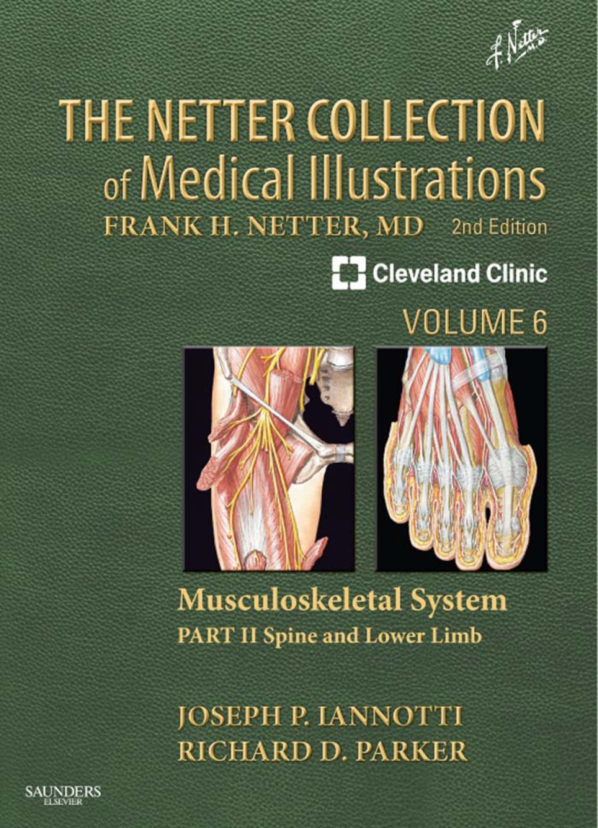 F. Netter M.D.
THE NETTER COLLECTION
of Medical Illustrations
FRANK H. NETTER, MD 2nd Edition
Cleveland Clinic
VOLUME 6
Musculoskeletal System
PART II Spine and Lower Limb
JOSEPH P. IANNOTTI
RICHARD D. PARKER
SAUNDERS
ELSEVIER